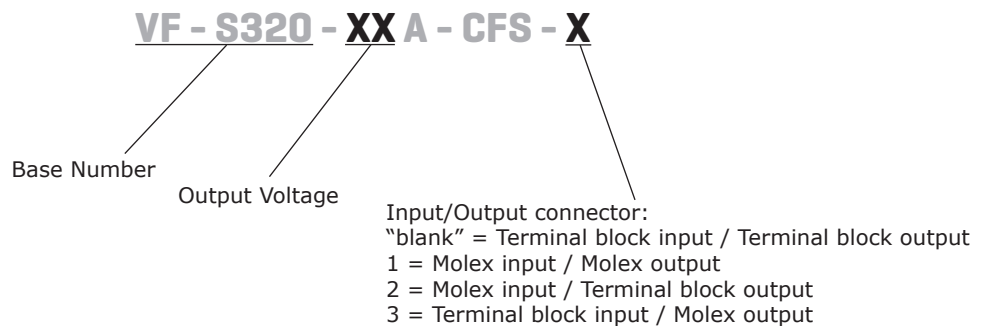 VF - S320 - XX A - CFS - X
Base Number
Output Voltage
Input/Output connector:
“blank” = Terminal block input / Terminal block output
1 = Molex input / Molex output
2 = Molex input / Terminal block output
3 = Terminal block input / Molex output